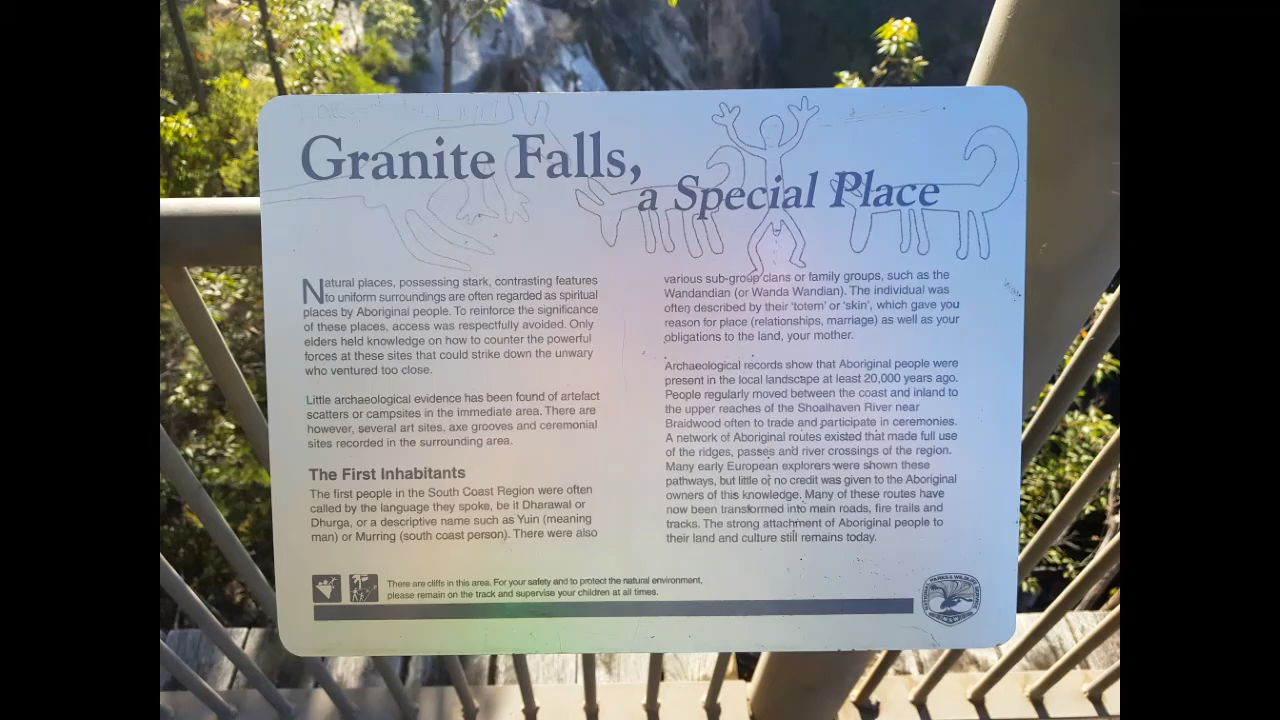 Granite Falls,
a Special Place
Natural places, possessing stark, contrasting features
to uniform surroundings are often regarded as spiritual
places by Aboriginal people. To reinforce the significance
of these places, access was respectfully avoided. Only
elders held knowledge on how to counter the powerful
forces at these sites that could strike down the unwary
who ventured too close.
Little archaeological evidence has been found of artefact
scatters or campsites in the immediate area. There are
however, several art sites, axe grooves and ceremonial
sites recorded in the surrounding area.
The First Inhabitants
The first people in the South Coast Region were often
called by the language they spoke, be it Dharawal or
Dhurga, or a descriptive name such as Yuin (meaning
man) or Murring (south coast person). There were also
various sub-group clans or family groups, such as the
Wandandian (or Wanda Wandian). The individual was
often described by their 'totem' or 'skin', which gave you
reason for place (relationships, marriage) as well as your
obligations to the land, your mother.
Archaeological records show that Aboriginal people were
present in the local landscape at least 20,000 years ago.
People regularly moved between the coast and inland to
the upper reaches of the Shoalhaven River near
Braidwood often to trade and participate in ceremonies.
A network of Aboriginal routes existed that made full use
of the ridges, passes and river crossings of the region.
Many early European explorers were shown these
pathways, but little or no credit was given to the Aboriginal
owners of this knowledge. Many of these routes have
now been transformed into main roads, fire trails and
tracks. The strong attachment of Aboriginal people to
their land and culture still remains today.
There are cliffs in this area. For your safety and to protect the natural environment,
please remain on the track and supervise your children at all times.